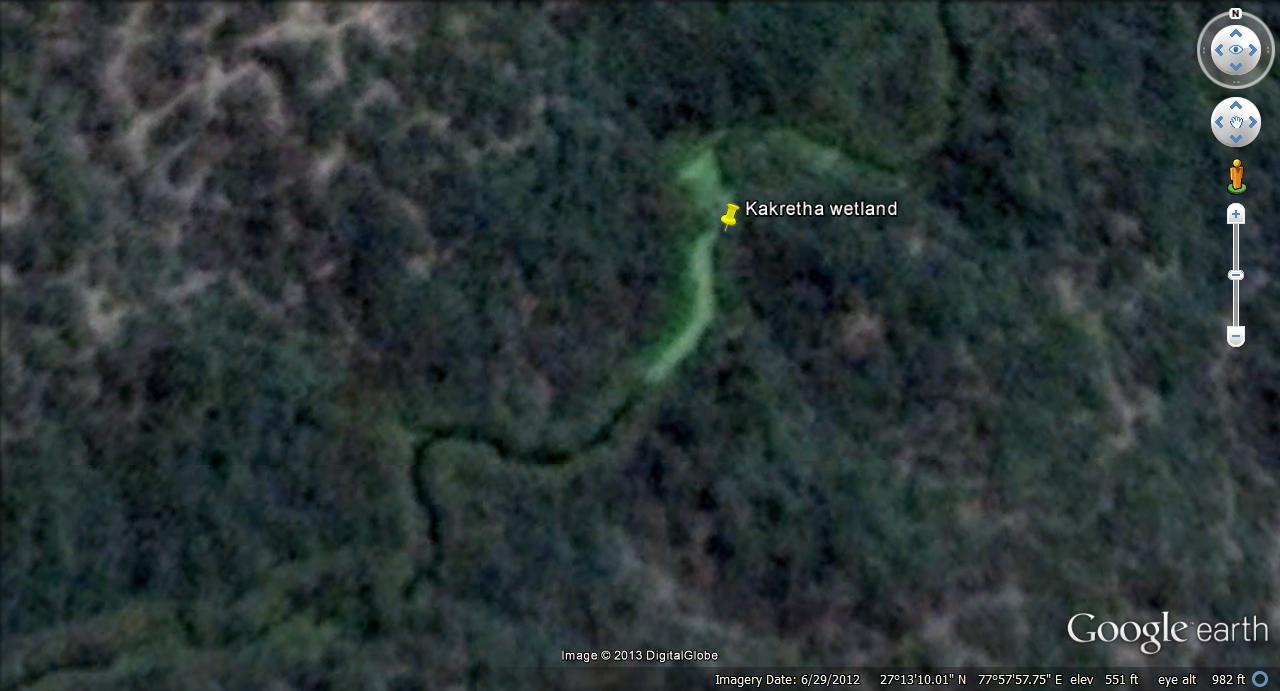 N
Kakretha wetland
Google earth
Image © 2013 DigitalGlobe
Imagery Date: 6/29/2012 27°13'10.01" N 77°57'57.75" E elev 551 ft eye alt 982 ft